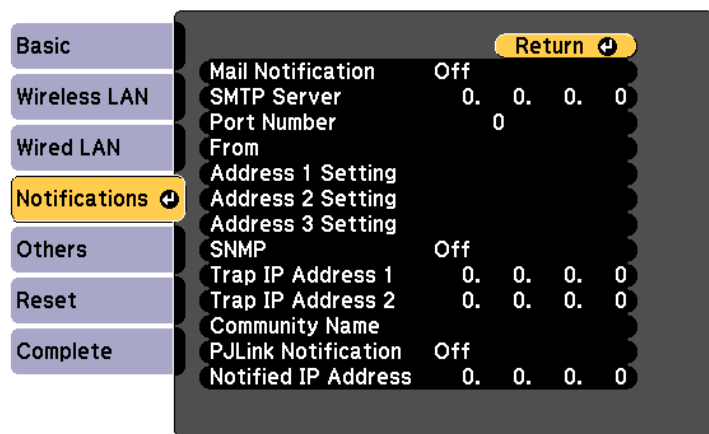 Basic
Wireless LAN
Wired LAN
Notifications
Others
Reset
Complete
Return
Mail Notification Off
SMTP Server 0. 0. 0. 0
Port Number 0
From
Address 1 Setting
Address 2 Setting
Address 3 Setting
SNMP Off
Trap IP Address 1 0. 0. 0. 0
Trap IP Address 2 0. 0. 0. 0
Community Name
PJLink Notification Off
Notified IP Address 0. 0. 0. 0